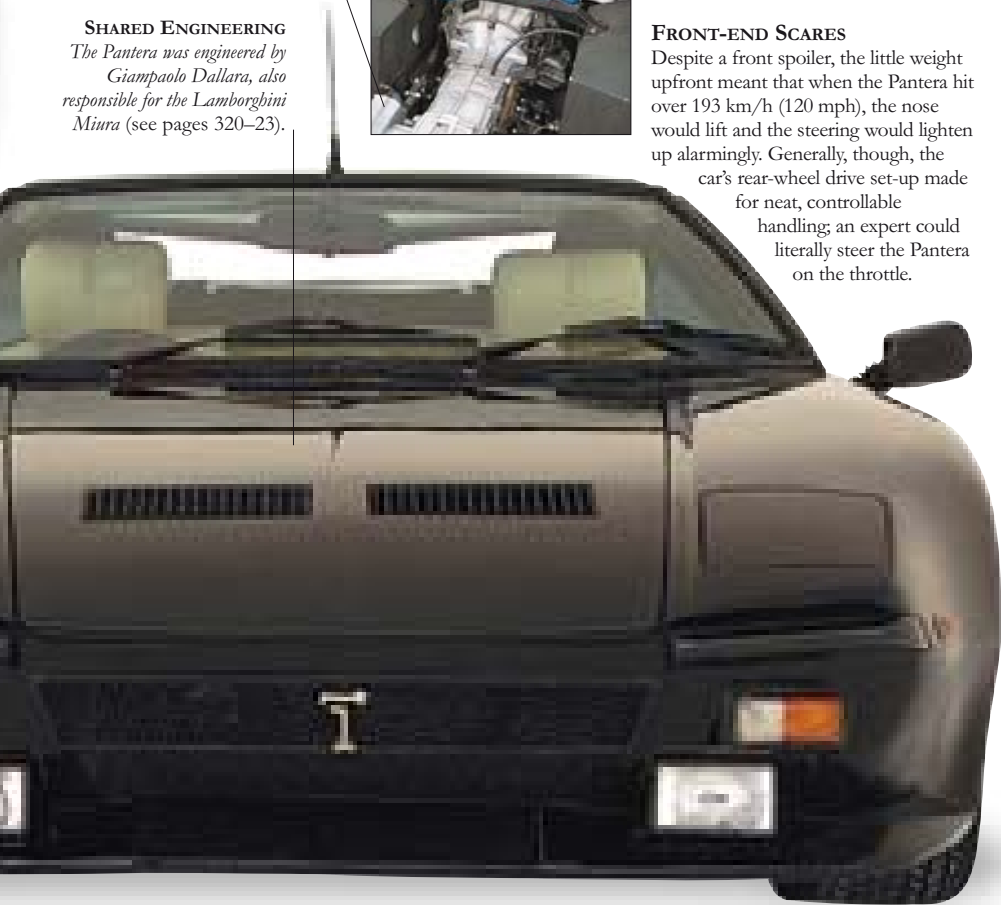 SHARED ENGINEERING
The Pantera was engineered by
Giampaolo Dallara, also
responsible for the Lamborghini
Miura (see pages 320–23).
FRONT-END SCARES
Despite a front spoiler, the little weight
upfront meant that when the Pantera hit
over 193 km/h (120 mph), the nose
would lift and the steering would lighten
up alarmingly. Generally, though, the
car's rear-wheel drive set-up made
for neat, controllable
handling; an expert could
literally steer the Pantera
on the throttle.